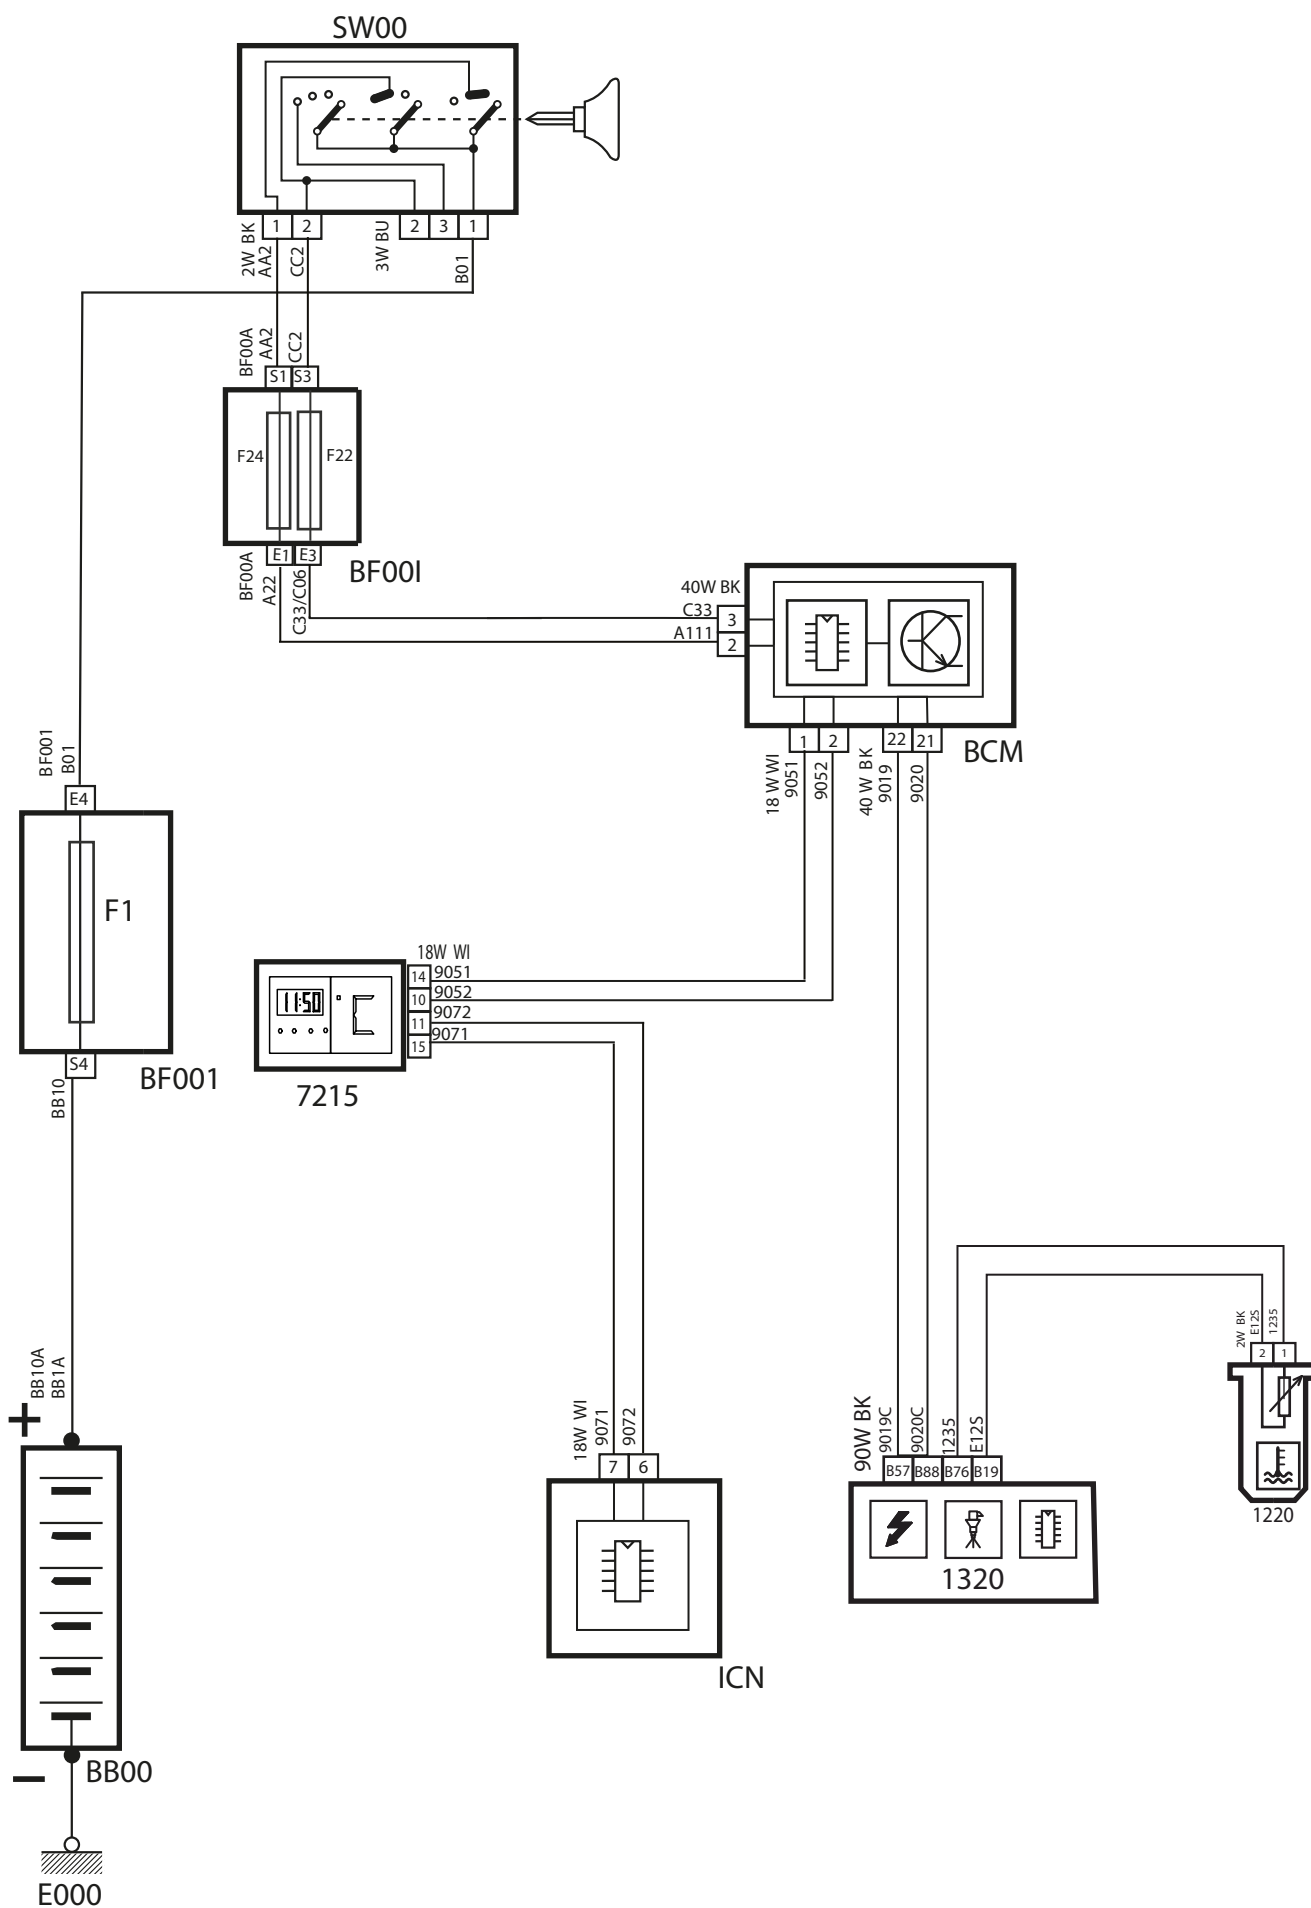 SW00
1
2
2
3
1
2W BK
AA2
CC2
3W BU
B01
BF00A
AA2
CC2
S1
S3
F24
F22
E1
E3
BF00A
A22
C33/C06
BF00I
40W BK
C33
3
A111
2
1
2
22
21
BCM
18 W WI
9051
9052
40 W BK
9019
9020
BF001
B01
E4
F1
S4
BF001
BB10
18W WI
14
9051
10
9052
11
9072
15
9071
11:50
7215
BB10A
BB1A
+
BB00
−
E000
18W WI
9071
9072
7
6
ICN
90W BK
9019C
9020C
1235
E12S
B57
B88
B76
B19
1320
2W BK
E12S
1235
2
1
1220